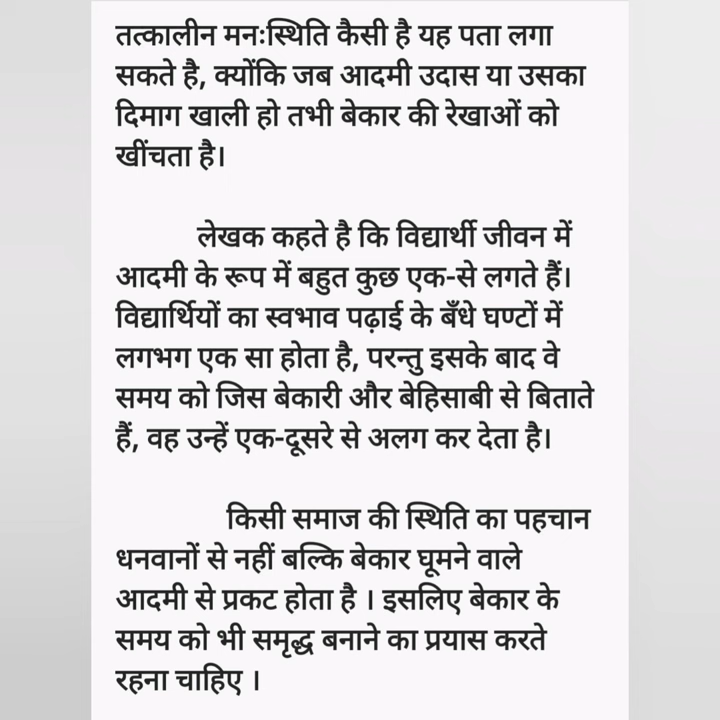 तत्कालीन मनःस्थिति कैसी है यह पता लगा
सकते है, क्योंकि जब आदमी उदास या उसका
दिमाग खाली हो तभी बेकार की रेखाओं को
खींचता है।
लेखक कहते है कि विद्यार्थी जीवन में
आदमी के रूप में बहुत कुछ एक-से लगते हैं।
विद्यार्थियों का स्वभाव पढ़ाई के बँधे घण्टों में
लगभग एक सा होता है, परन्तु इसके बाद वे
समय को जिस बेकारी और बेहिसाबी से बिताते
हैं, वह उन्हें एक-दूसरे से अलग कर देता है।
किसी समाज की स्थिति का पहचान
धनवानों से नहीं बल्कि बेकार घूमने वाले
आदमी से प्रकट होता है । इसलिए बेकार के
समय को भी समृद्ध बनाने का प्रयास करते
रहना चाहिए ।